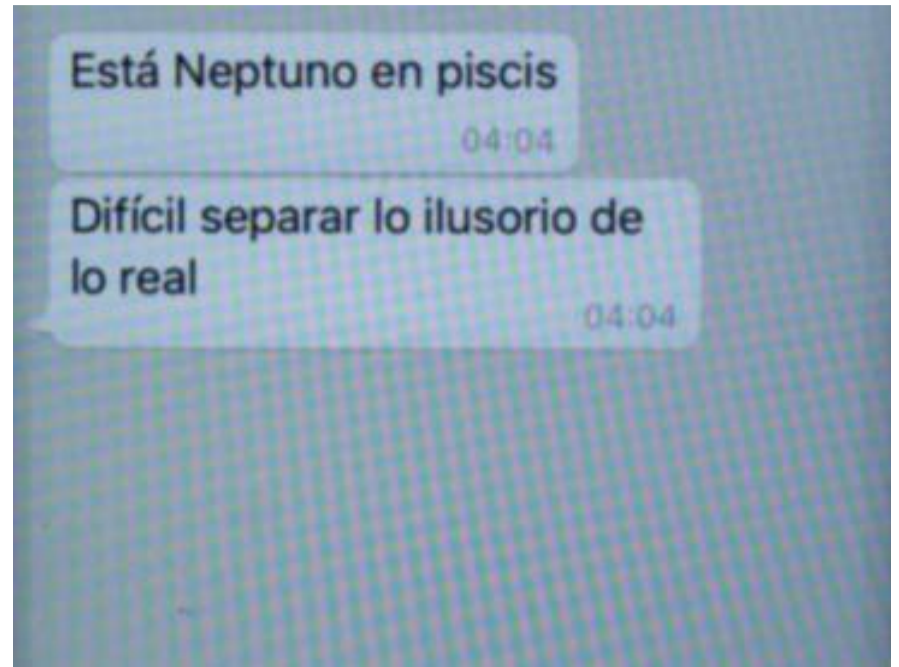 Está Neptuno en piscis
04:04
Difícil separar lo ilusorio de
lo real
04:04